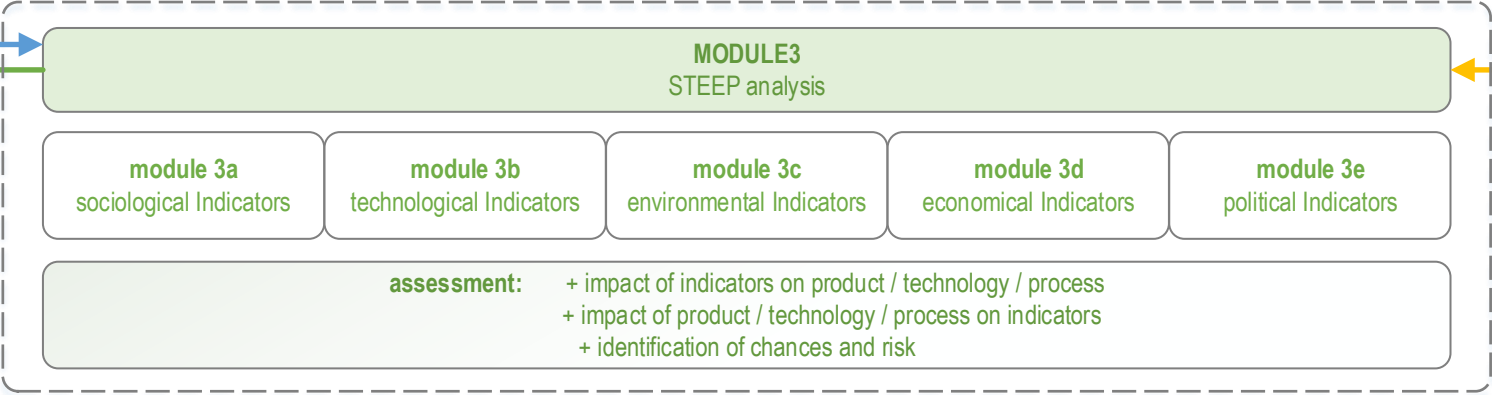 MODULE3
STEEP analysis
module 3a
sociological Indicators
module 3b
technological Indicators
module 3c
environmental Indicators
module 3d
economical Indicators
module 3e
political Indicators
assessment: + impact of indicators on product / technology / process
+ impact of product / technology / process on indicators
+ identification of chances and risk